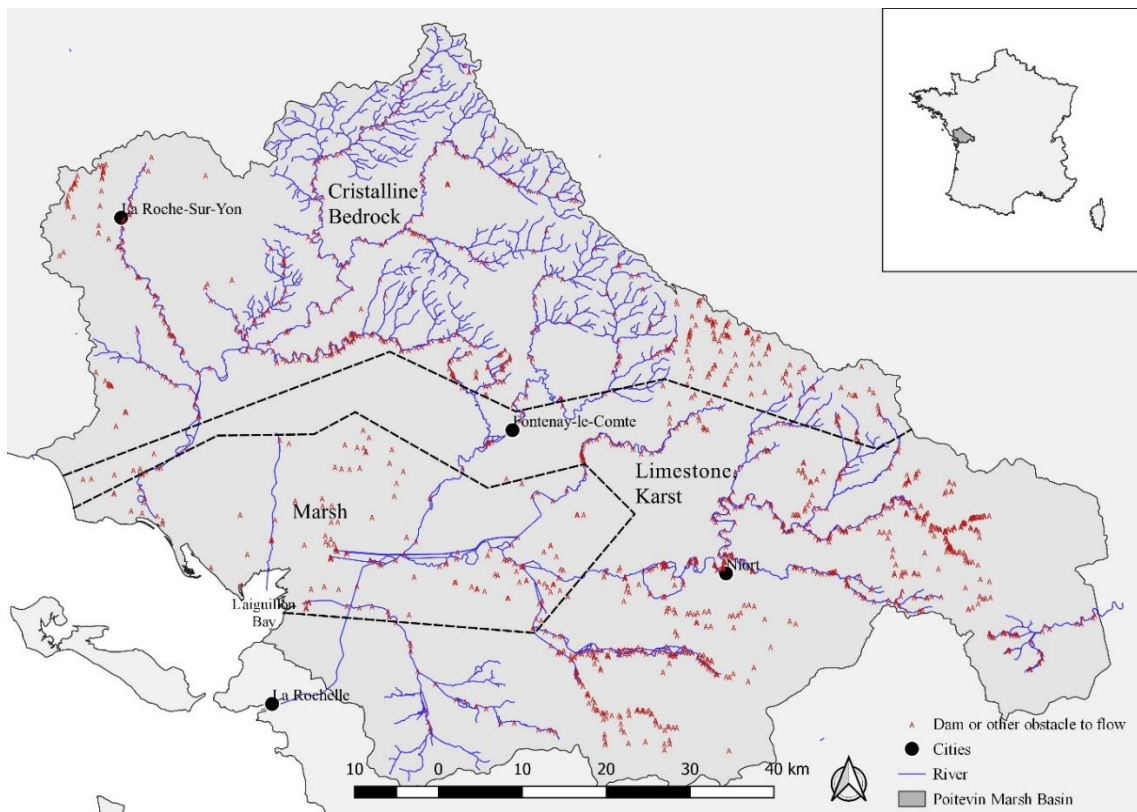 La Roche-Sur-Yon
Cristalline
Bedrock
Fontenay-le-Comte
Limestone
Karst
Marsh
Niort
L'aiguillon
Bay
La Rochelle
10 0 10 20 30 40 km
Dam or other obstacle to flow
Cities
River
Poitevin Marsh Basin